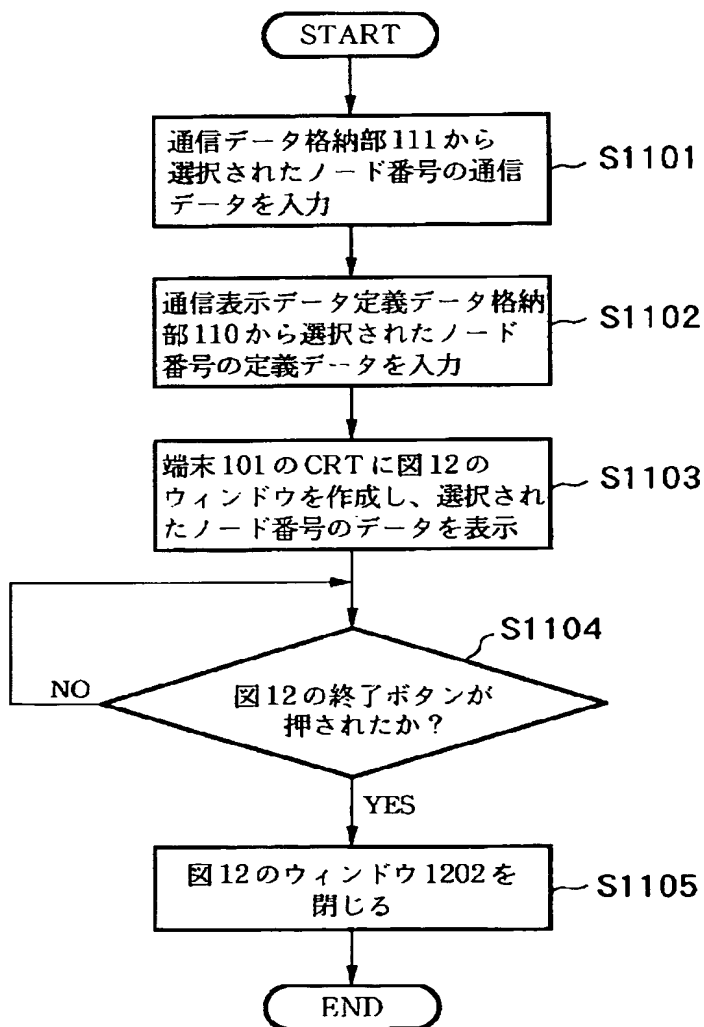 START
通信データ格納部111から
選択されたノード番号の通信
データを入力
S1101
通信表示データ定義データ格納
部110から選択されたノード
番号の定義データを入力
S1102
端末101のCRTに図12の
ウィンドウを作成し、選択され
たノード番号のデータを表示
S1103
S1104
図12の終了ボタンが
押されたか？
NO
YES
図12のウィンドウ1202を
閉じる
S1105
END